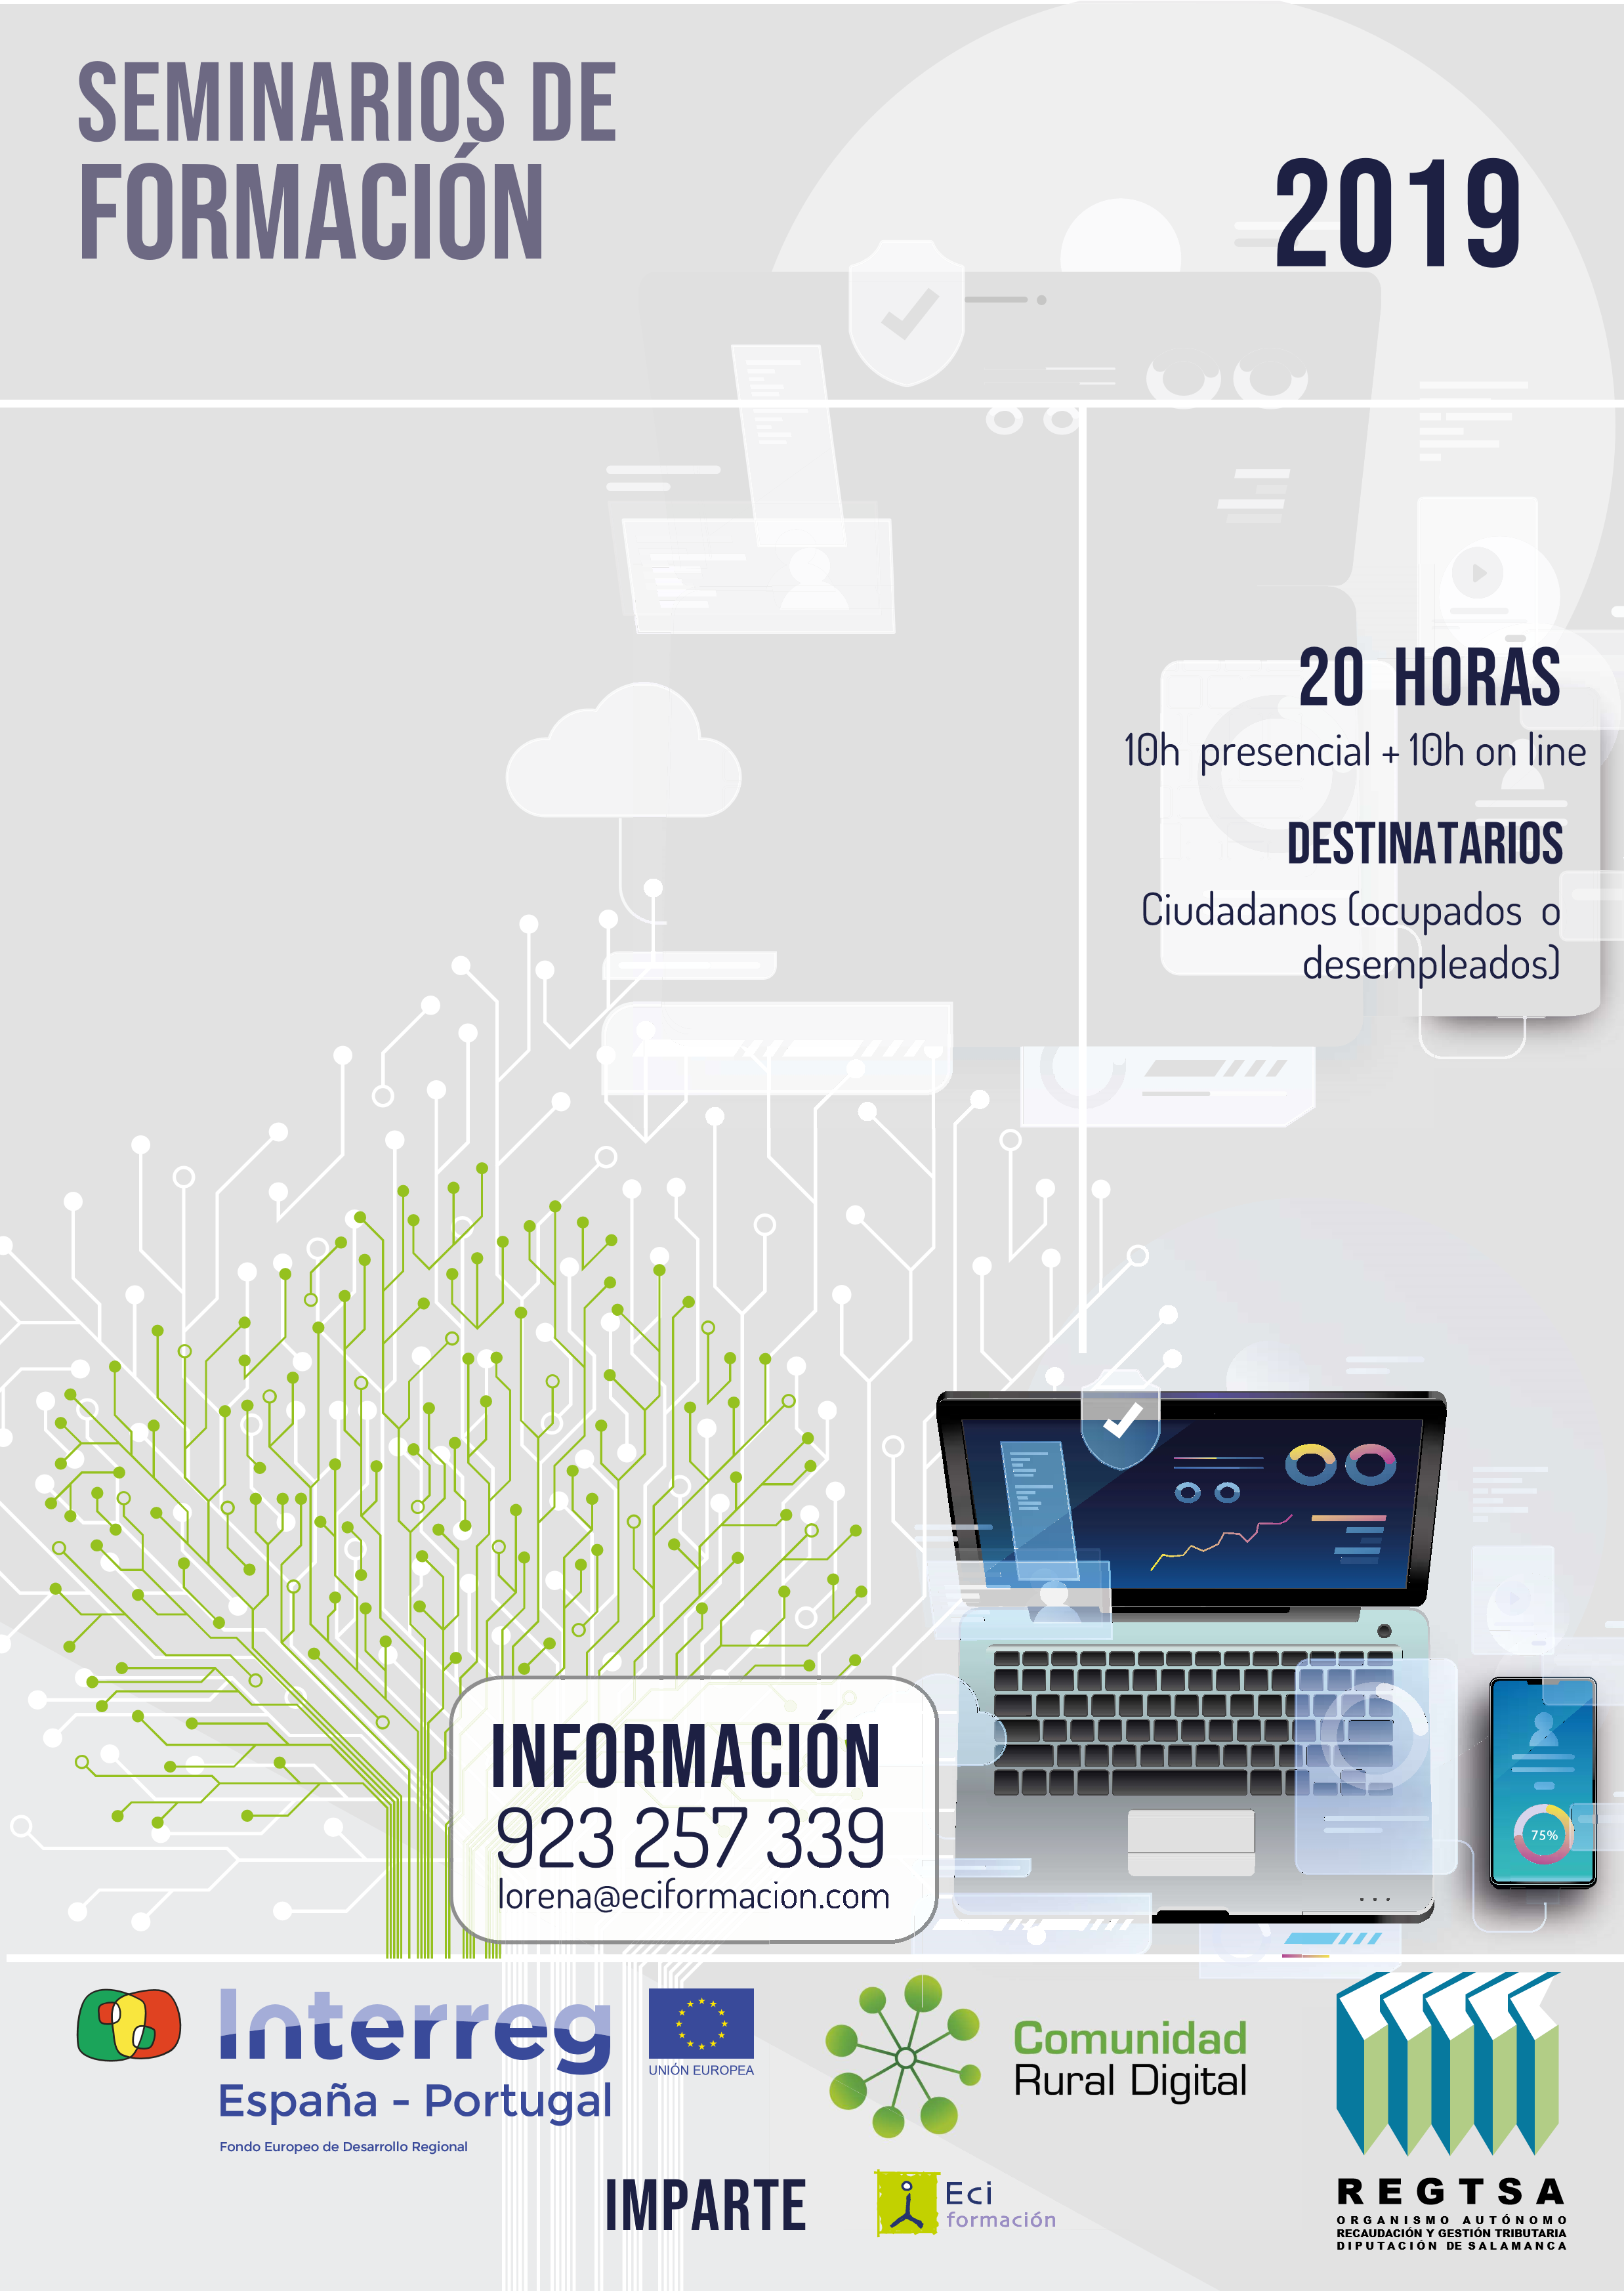 SEMINARIOS DE
FORMACIÓN
2019
20 HORAS
10h presencial + 10h on line
DESTINATARIOS
Ciudadanos (ocupados o
desempleados)
75%
INFORMACIÓN
923 257 339
lorena@eciformacion.com
Interreg
España - Portugal
Fondo Europeo de Desarrollo Regional
UNIÓN EUROPEA
Comunidad
Rural Digital
REGTSA
ORGANISMO AUTÓNOMO
RECAUDACIÓN Y GESTIÓN TRIBUTARIA
DIPUTACIÓN DE SALAMANCA
IMPARTE
Eci
formación